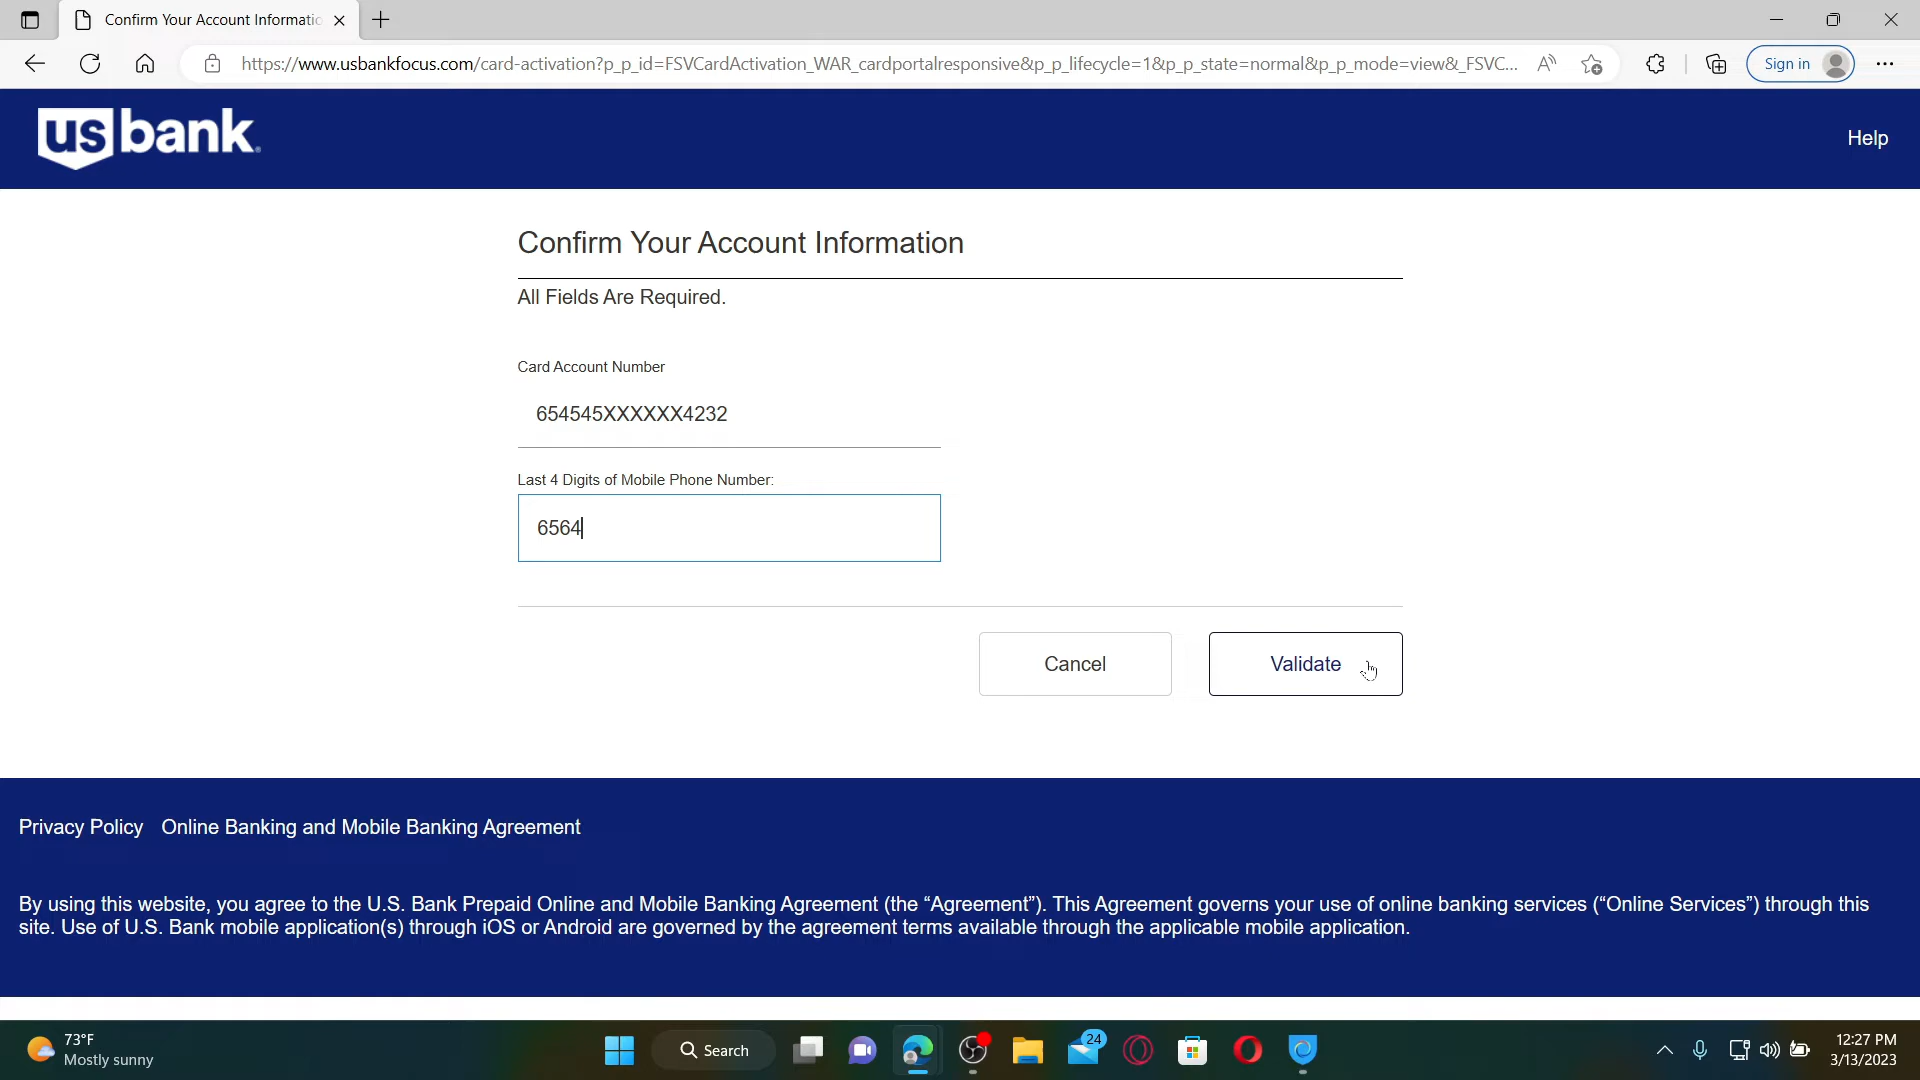 Confirm Your Account Informatio
https://www.usbankfocus.com/card-activation?p_p_id=FSVCardActivation_WAR_cardportalresponsive&p_p_lifecycle=1&p_p_state=normal&p_p_mode=view&_FSVC...
Sign in
us bank.
Help
Confirm Your Account Information
All Fields Are Required.
Card Account Number
654545XXXXXX4232
Last 4 Digits of Mobile Phone Number:
6564
Cancel
Validate
Privacy Policy
Online Banking and Mobile Banking Agreement
By using this website, you agree to the U.S. Bank Prepaid Online and Mobile Banking Agreement (the “Agreement”). This Agreement governs your use of online banking services (“Online Services”) through this
site. Use of U.S. Bank mobile application(s) through iOS or Android are governed by the agreement terms available through the applicable mobile application.
73°F
Mostly sunny
Search
24
12:27 PM
3/13/2023